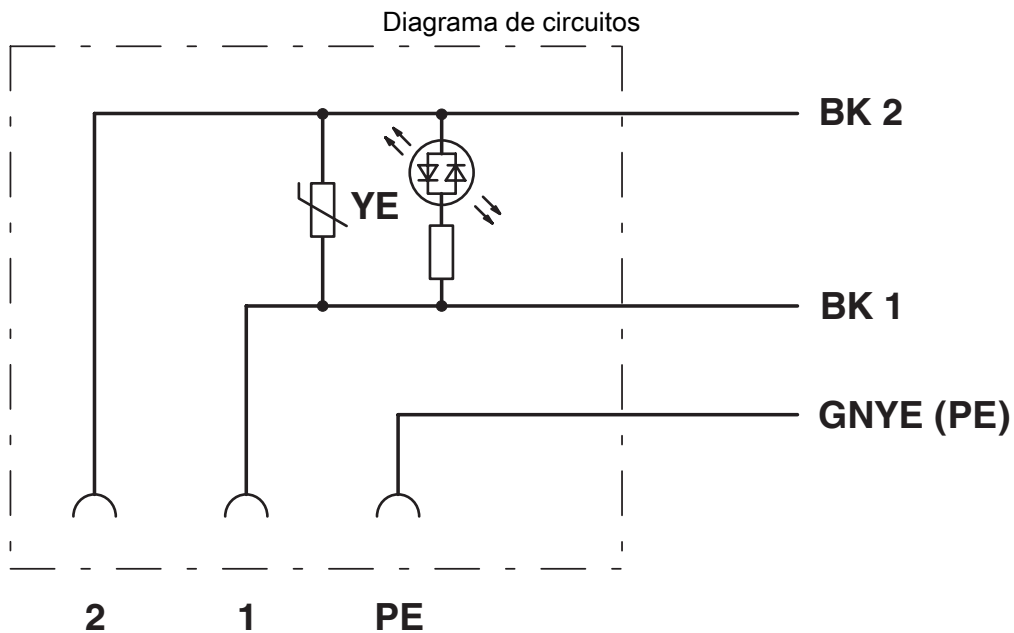 Diagrama de circuitos
BK 2
YE
BK 1
GNYE (PE)
2 1 PE